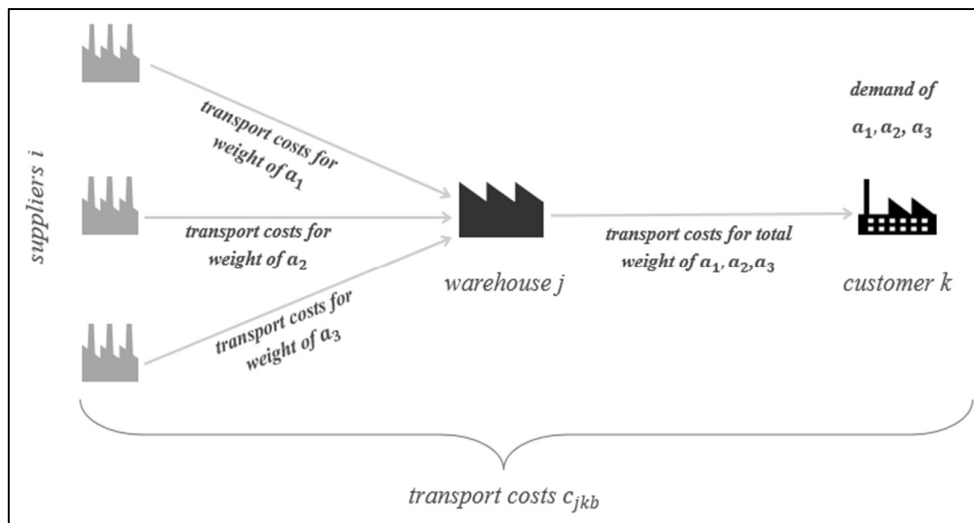 suppliers i
transport costs for
weight of a₁
transport costs for
weight of a₂
transport costs for
weight of a₃
warehouse j
transport costs for total
weight of a₁, a₂,a₃
demand of
a₁, a₂, a₃
customer k
transport costs c_jkb